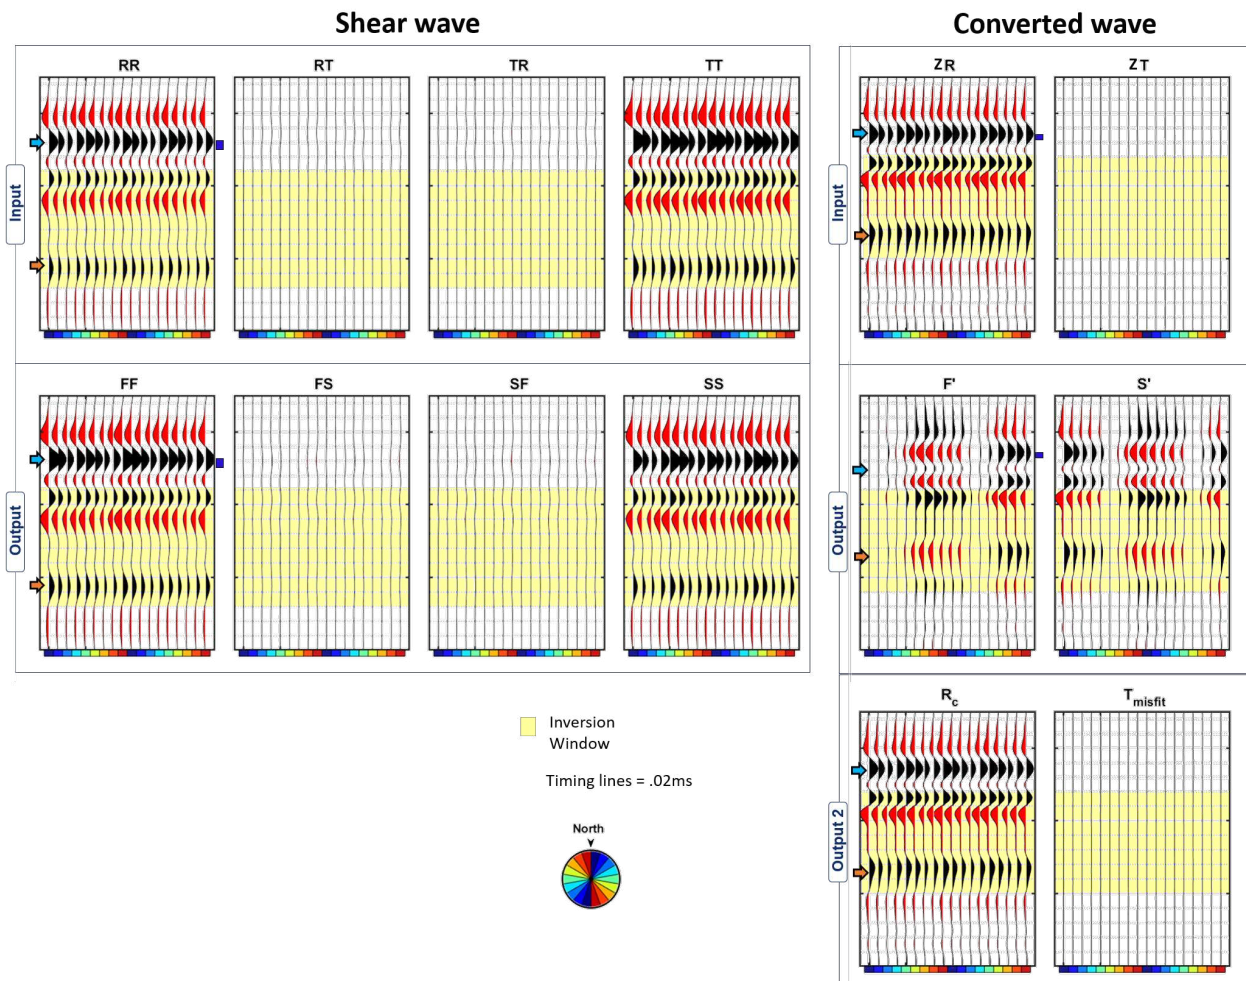 Shear wave
Converted wave
RR
RT
TR
TT
ZR
ZT
Input
Input
FF
FS
SF
SS
F'
S'
Output
Output
Rc
Tmisfit
Inversion
Window
Timing lines = .02ms
North
Output 2